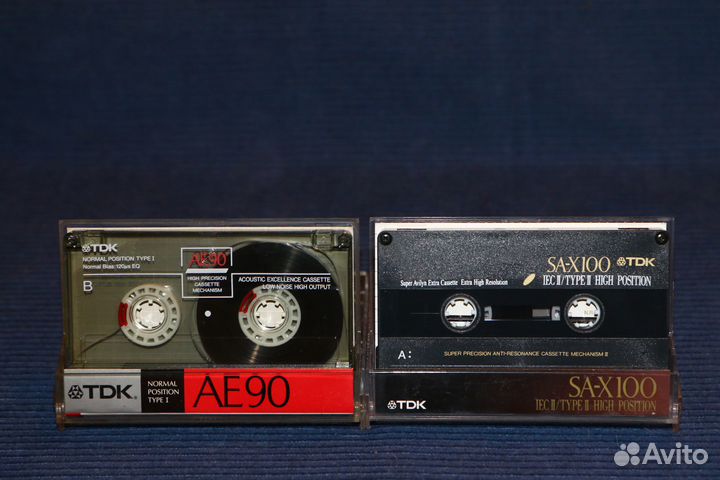 TDK
NORMAL POSITION TYPE I
Normal Bias:120μs EQ
B
AE90
HIGH PRECISION
CASSETTE
MECHANISM
ACOUSTIC EXCELLENCE CASSETTE
LOW NOISE HIGH OUTPUT
TDK
NORMAL
POSITION
TYPE I
AE90
SA-X100 TDK
Super Avilyn Extra Cassette Extra High Resolution
IEC II/TYPE II HIGH POSITION
A:
SUPER PRECISION ANTI-RESONANCE CASSETTE MECHANISM II
TDK
SA-X100
IEC II/TYPE II HIGH POSITION
Avito